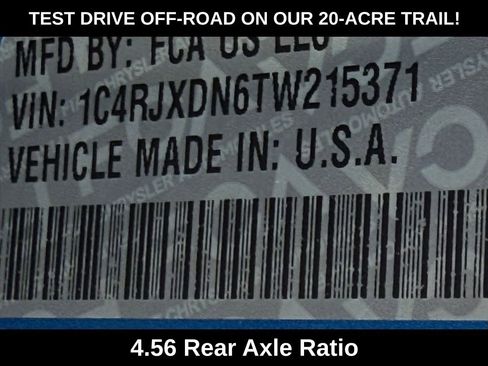 TEST DRIVE OFF-ROAD ON OUR 20-ACRE TRAIL!
MFD BY: FCA US LLC
VIN: 1C4RJXDN6TW215371
VEHICLE MADE IN: U.S.A.
4.56 Rear Axle Ratio